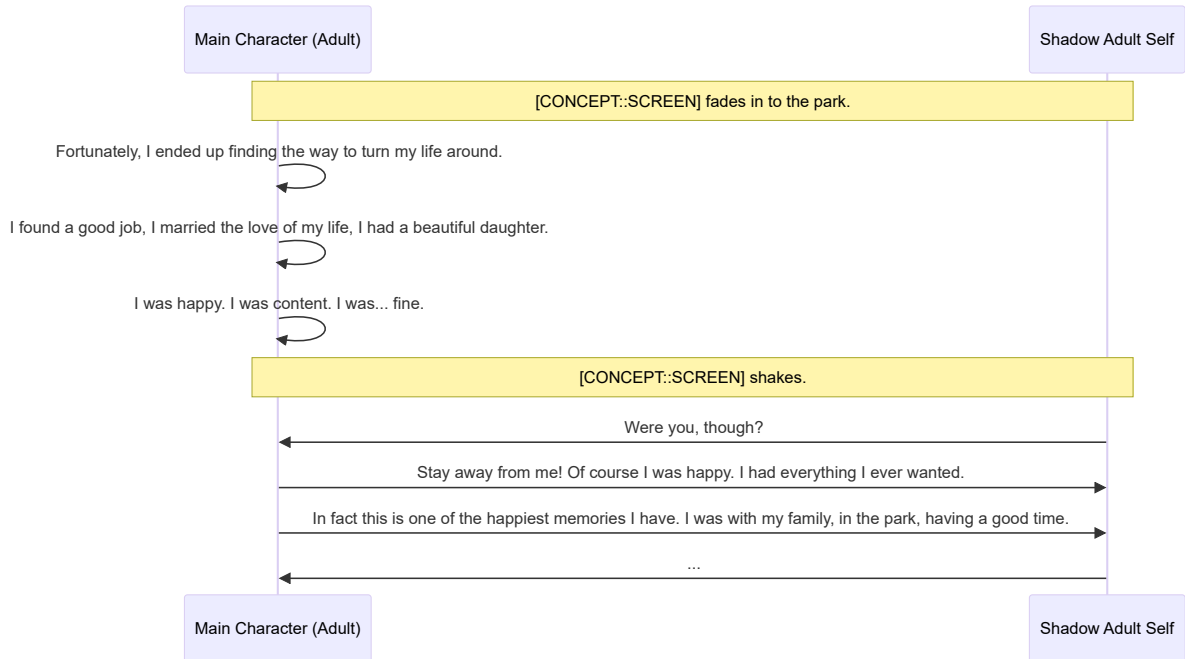 Main Character (Adult)
Shadow Adult Self
[CONCEPT::SCREEN] fades in to the park.
Fortunately, I ended up finding the way to turn my life around.
I found a good job, I married the love of my life, I had a beautiful daughter.
I was happy. I was content. I was... fine.
[CONCEPT::SCREEN] shakes.
Were you, though?
Stay away from me! Of course I was happy. I had everything I ever wanted.
In fact this is one of the happiest memories I have. I was with my family, in the park, having a good time.
...
Main Character (Adult)
Shadow Adult Self